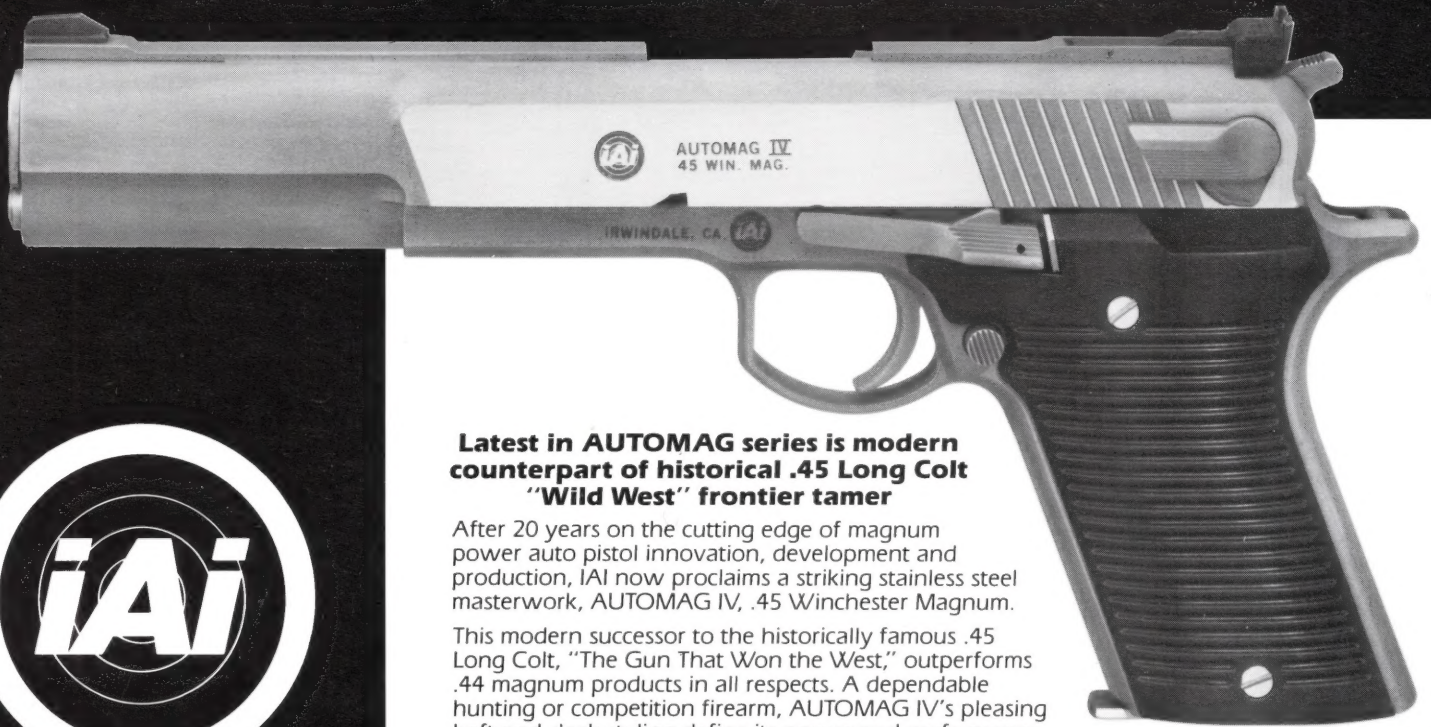 iAi
AUTOMAG IV
45 WIN. MAG.
IRWINDALE, CA. iAi
Latest in AUTOMAG series is modern
counterpart of historical .45 Long Colt
"Wild West" frontier tamer
After 20 years on the cutting edge of magnum
power auto pistol innovation, development and
production, IAI now proclaims a striking stainless steel
masterwork, AUTOMAG IV, .45 Winchester Magnum.
This modern successor to the historically famous .45
Long Colt, "The Gun That Won the West," outperforms
.44 magnum products in all respects. A dependable
hunting or competition firearm, AUTOMAG IV's pleasing
iAi